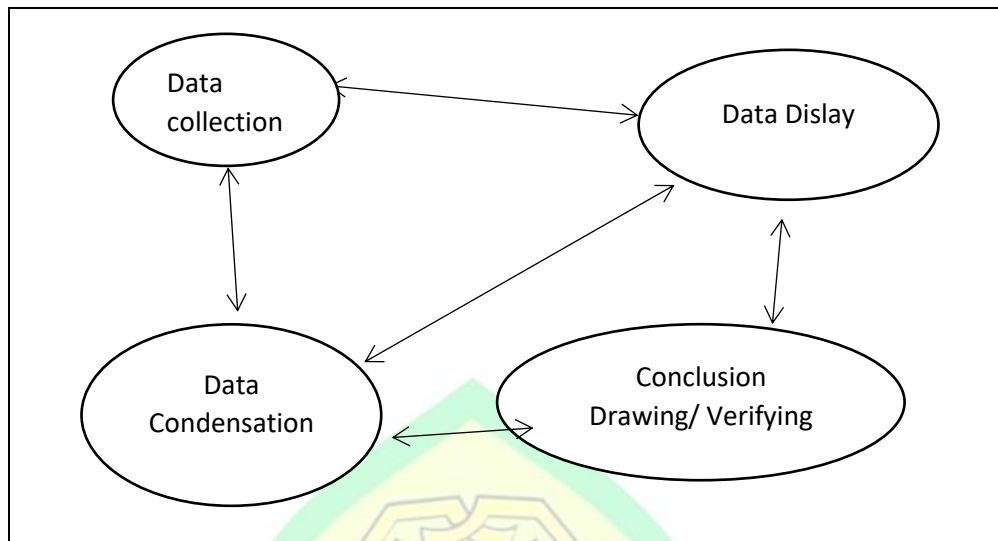 Data
collection
Data Dislay
Data
Condensation
Conclusion
Drawing/ Verifying